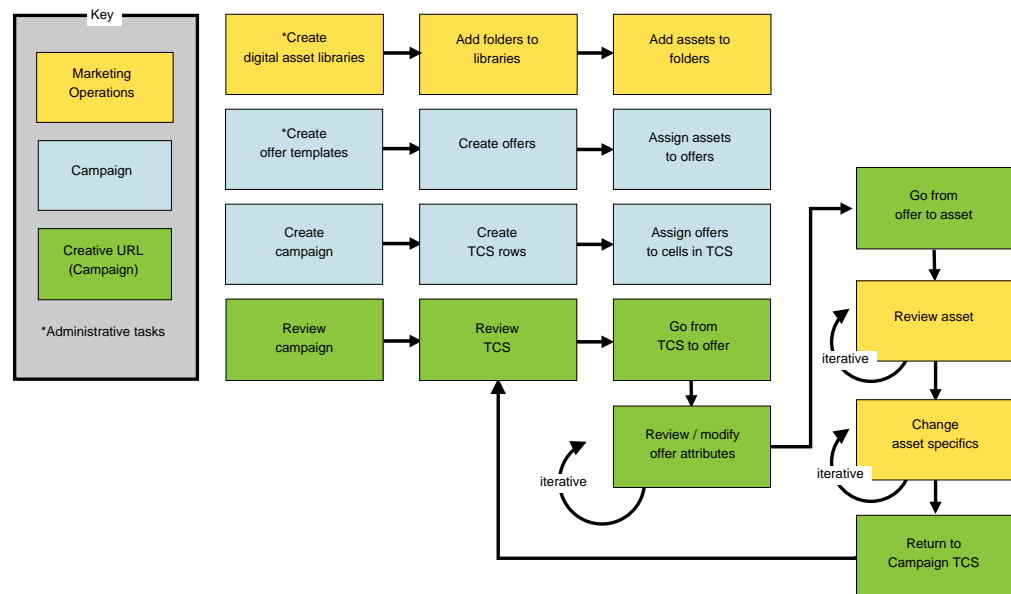 Key
Marketing
Operations
Campaign
Creative URL
(Campaign)
*Administrative tasks
*Create
digital asset libraries
Add folders to
libraries
Add assets to
folders
*Create
offer templates
Create offers
Assign assets
to offers
Create
campaign
Create
TCS rows
Assign offers
to cells in TCS
Review
campaign
Review
TCS
Go from
TCS to offer
Review / modify
offer attributes
iterative
Go from
offer to asset
Review asset
iterative
Change
asset specifics
iterative
Return to
Campaign TCS